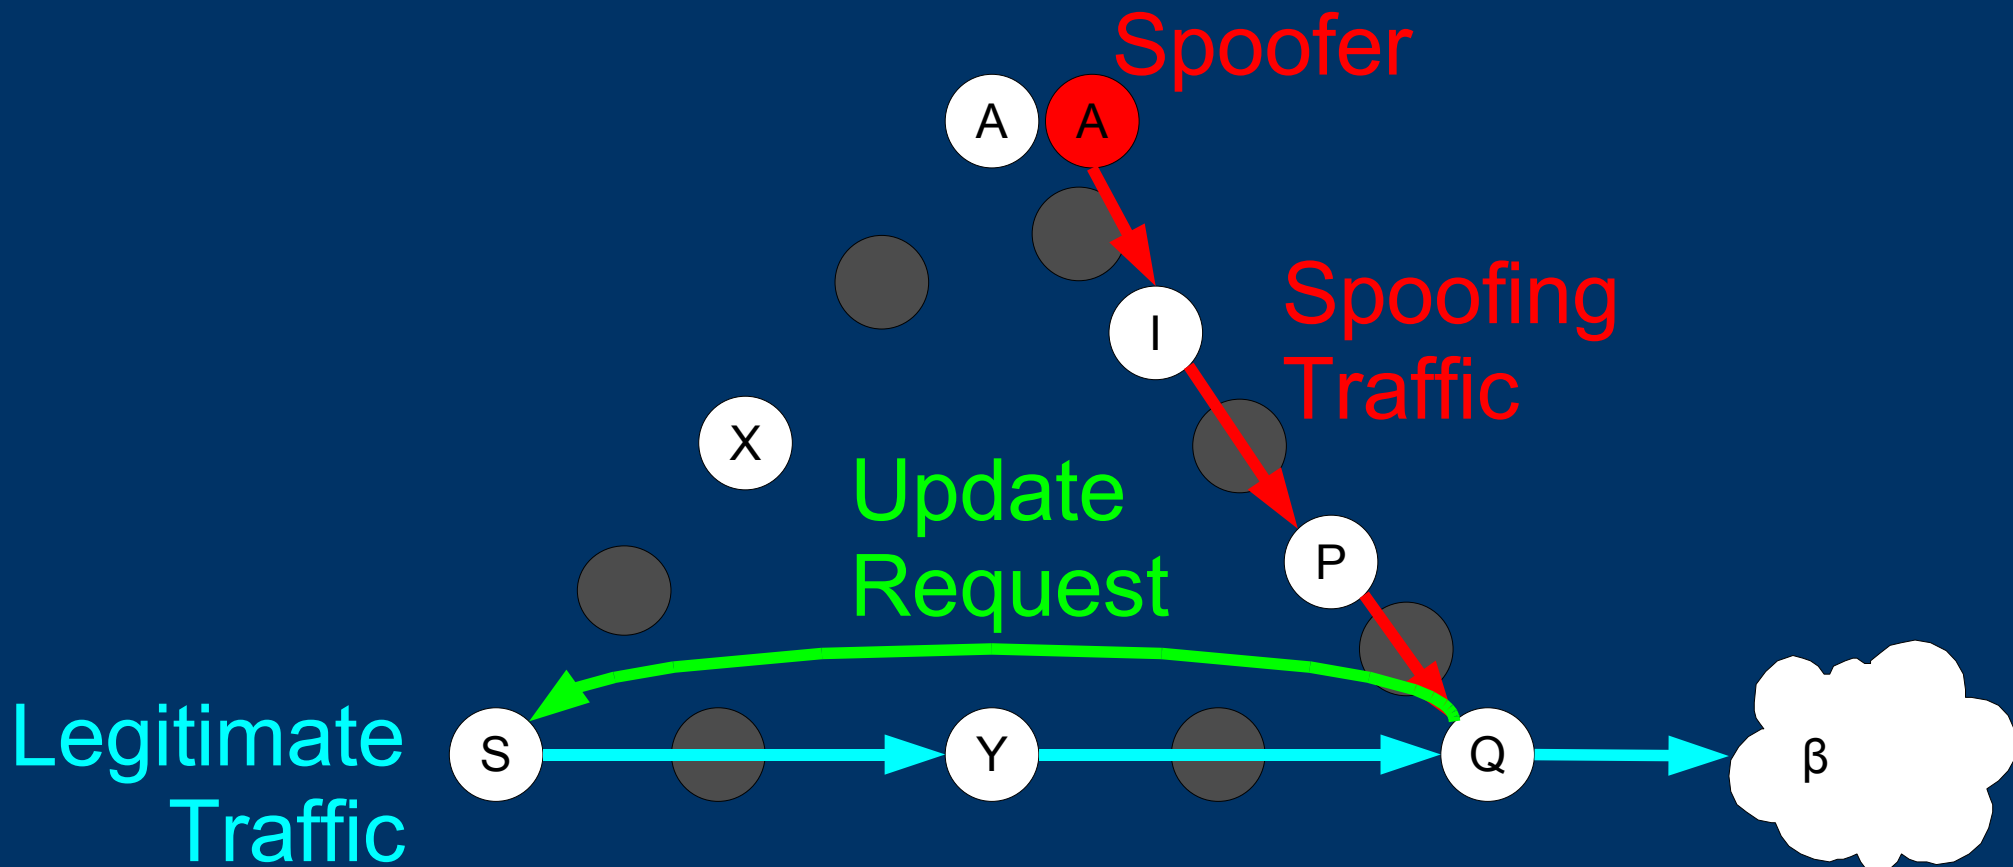 Spoofer
A
A
Spoofing
Traffic
I
X
Update
Request
P
Legitimate
Traffic
S
Y
Q
β